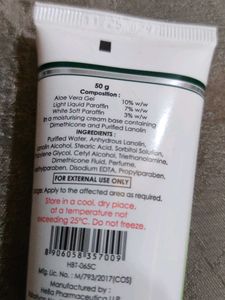 50 g
Composition :
Aloe Vera Gel 10% w/w
Light Liquid Paraffin 7% w/w
White Soft Paraffin 3% w/w
In a moisturising cream base containing
Dimethicone and Purified Lanolin
INGREDIENTS :
Purified Water, Anhydrous Lanolin,
Alcohol, Stearic Acid, Sorbitol Solution,
Glycol, Cetyl Alcohol, Triethanolamine,
Dimethicone Fluid, Perfume,
Disodium EDTA, Propylparaben,
FOR EXTERNAL USE ONLY
Apply to the affected area as required.
Store in a cool, dry place,
at a temperature not
exceeding 25°C. Do not freeze.
8 906058 357009
HBT-065C
Mfg. Lic. No. : M/793/2017(COS)